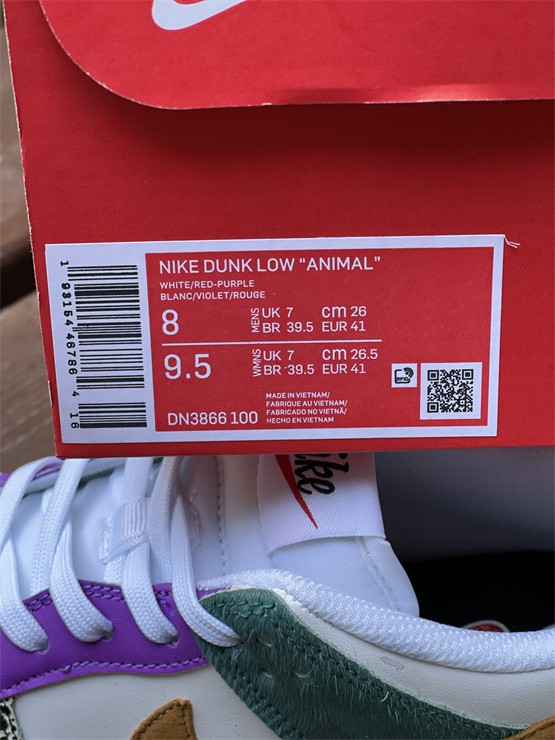 NIKE DUNK LOW “ANIMAL”
WHITE/RED-PURPLE
BLANC/VIOLET/ROUGE
8 MENS UK 7 cm 26
BR 39.5 EUR 41
9.5 WMNS UK 7 cm 26.5
BR -39.5 EUR 41
MADE IN VIETNAM/
FABRIQUE AU VIETNAM/
FABRICADO NO VIETNÃ/
HECHO EN VIETNAM
DN3866 100
1 93154 46786 4 16
Nike